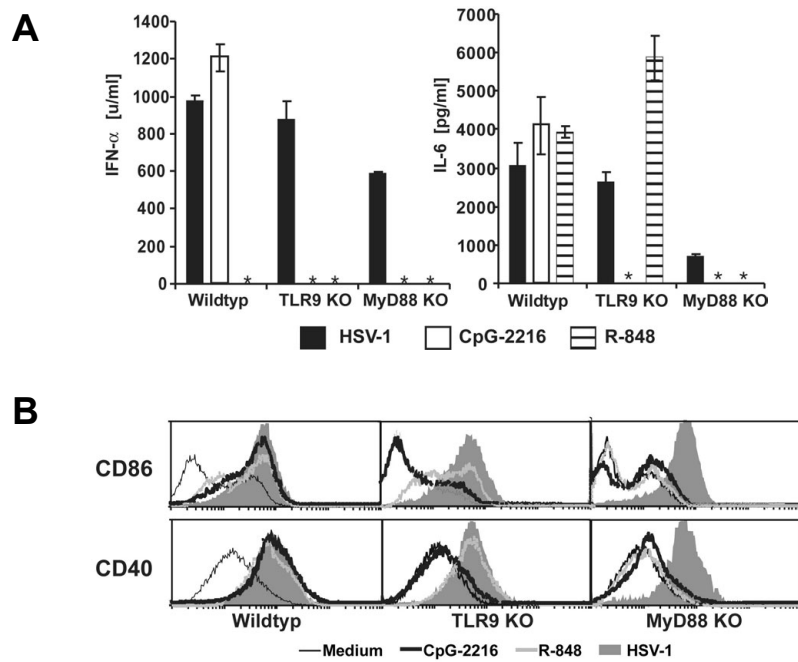 A
IFN-α [u/ml]
1400
1200
1000
800
600
400
200
0
* * * * *
Wildtyp TLR9 KO MyD88 KO
IL-6 [pg/ml]
7000
6000
5000
4000
3000
2000
1000
0
* * *
Wildtyp TLR9 KO MyD88 KO
HSV-1 CpG-2216 R-848
B
CD86
CD40
Wildtyp TLR9 KO MyD88 KO
Medium CpG-2216 R-848 HSV-1